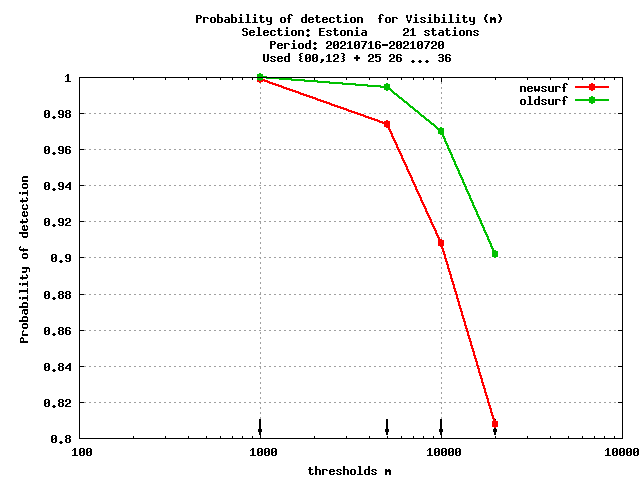 Probability of detection  for Visibility (m)
Selection: Estonia     21 stations
Period: 20210716-20210720
Used {00,12} + 25 26 ... 36
newsurf
oldsurf
Probability of detection
1
0.98
0.96
0.94
0.92
0.9
0.88
0.86
0.84
0.82
0.8
100 1000 10000 10000
thresholds m